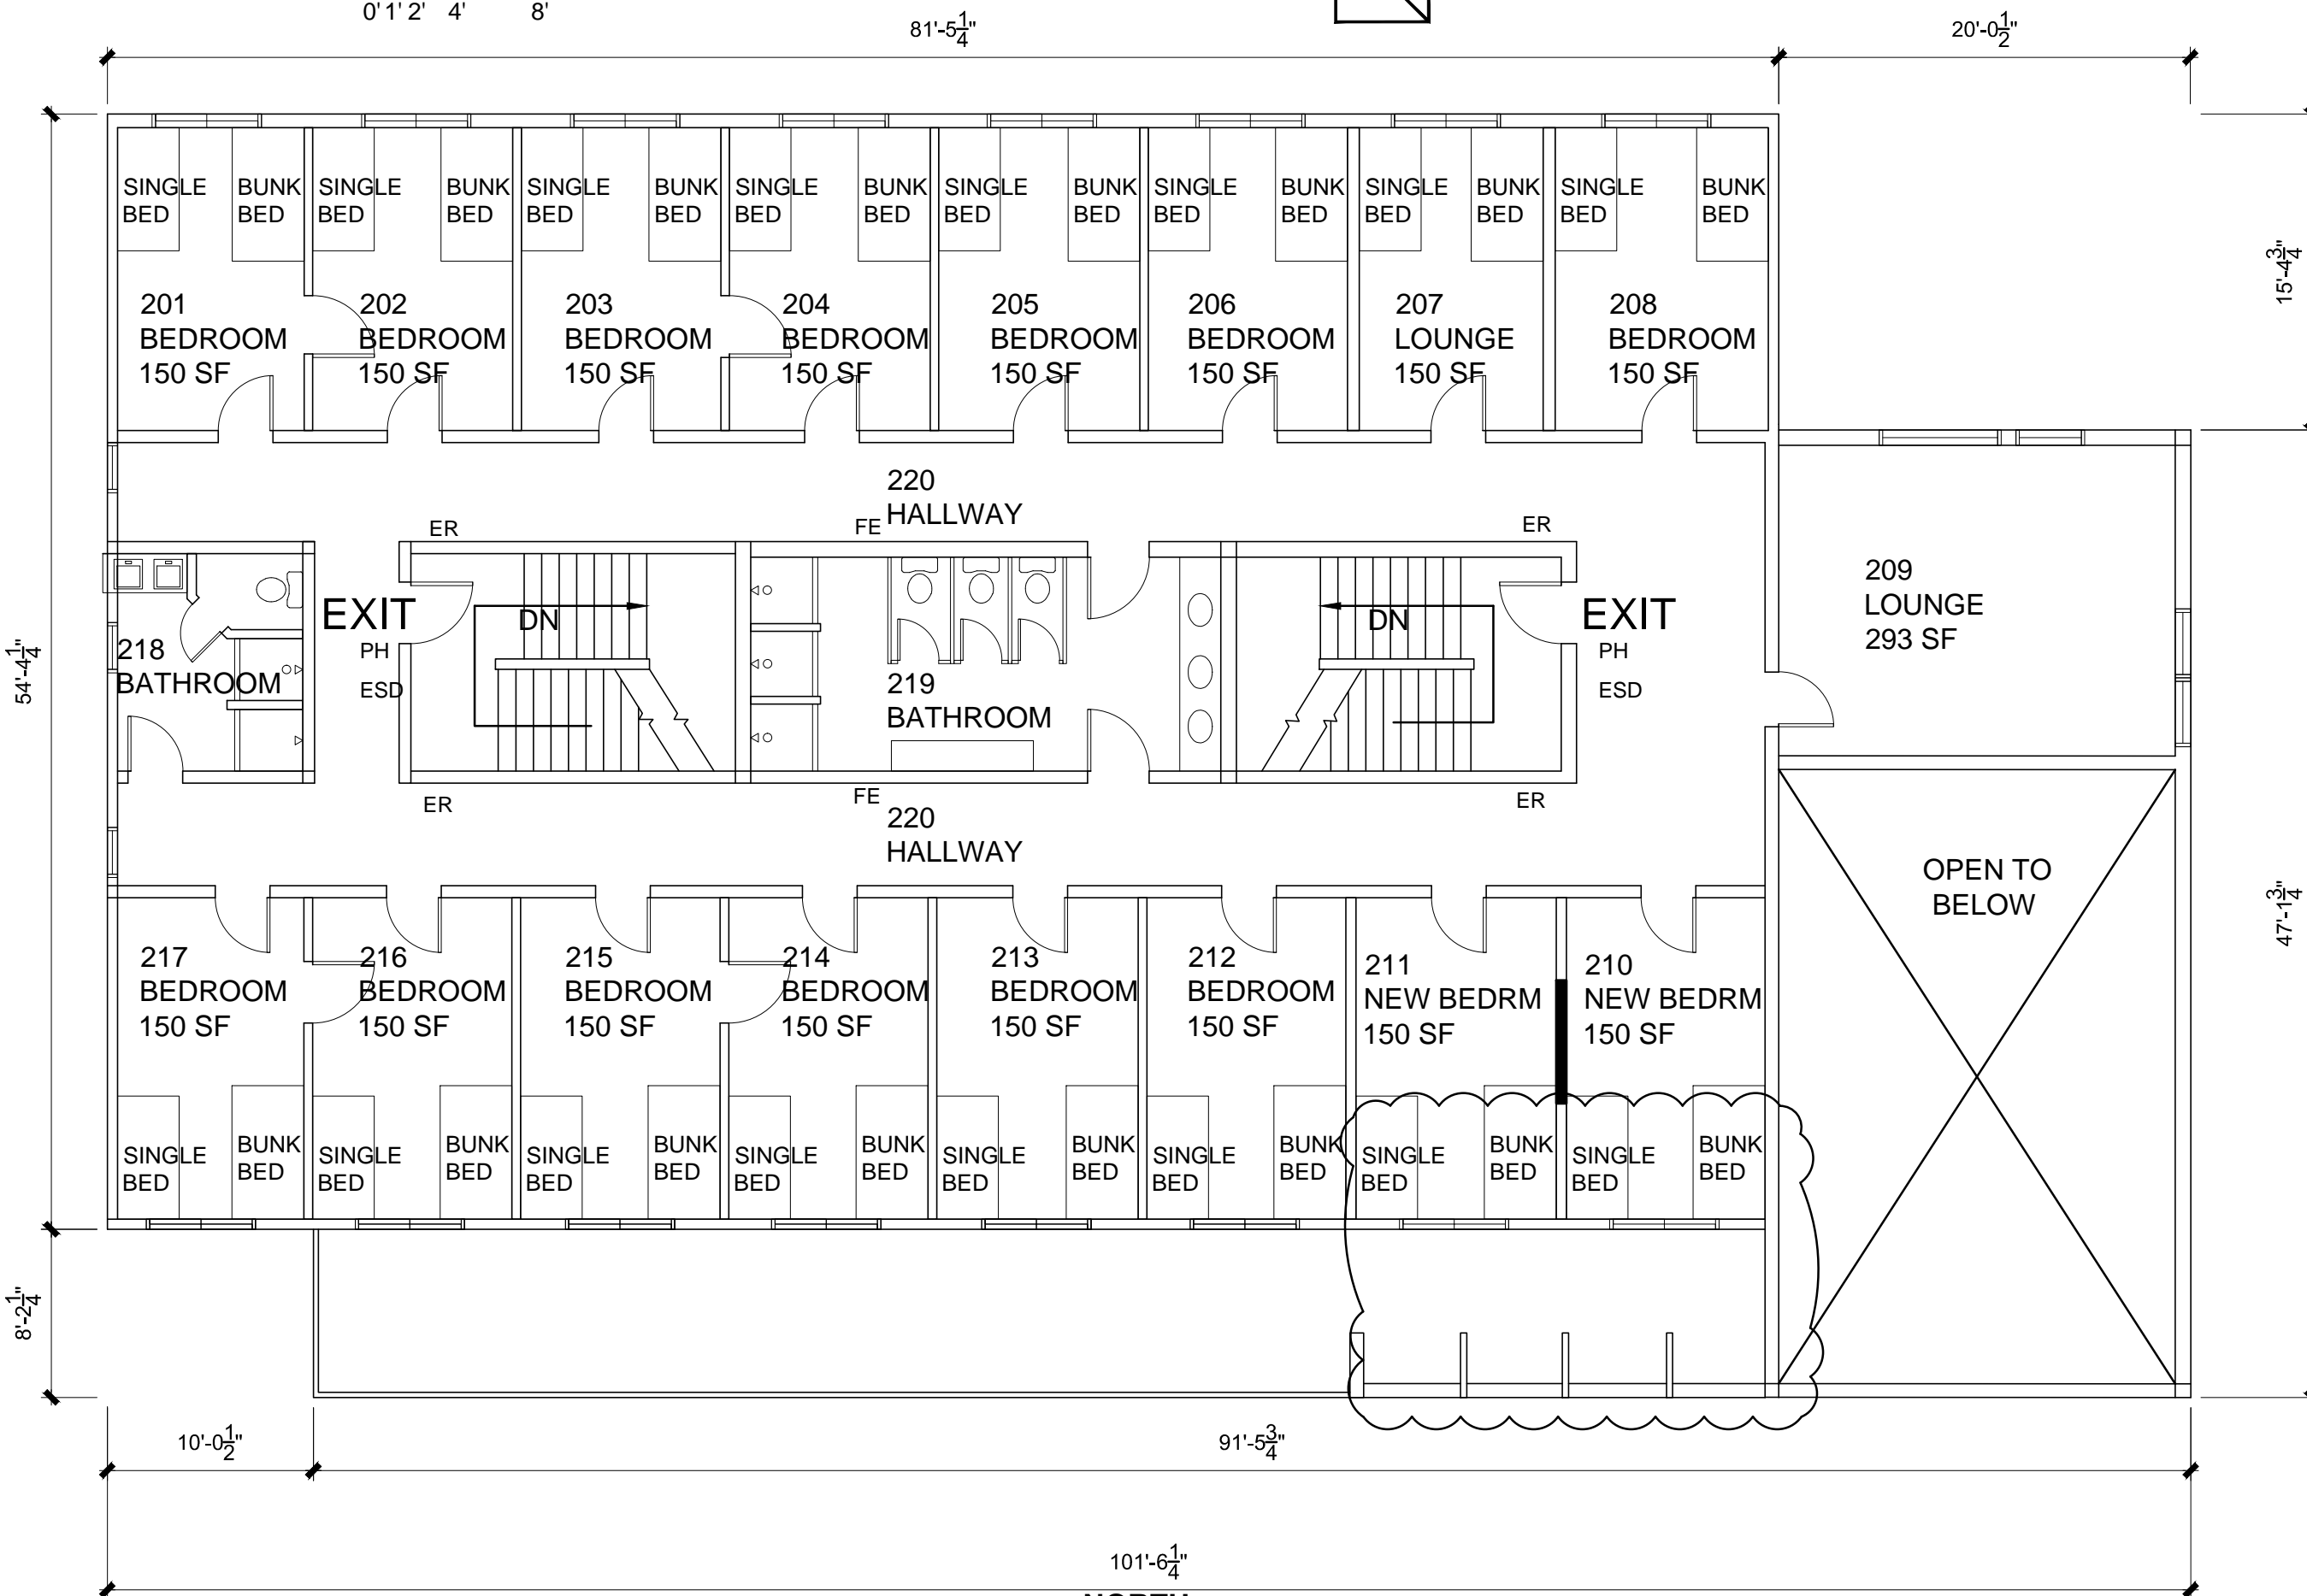 0' 1' 2' 4' 8'
81'-5 1/4"
20'-0 1/2"
SINGLE BED
BUNK BED
SINGLE BED
BUNK BED
SINGLE BED
BUNK BED
SINGLE BED
BUNK BED
SINGLE BED
BUNK BED
SINGLE BED
BUNK BED
SINGLE BED
BUNK BED
SINGLE BED
BUNK BED
15'-4 3/4"
201
BEDROOM
150 SF
202
BEDROOM
150 SF
203
BEDROOM
150 SF
204
BEDROOM
150 SF
205
BEDROOM
150 SF
206
BEDROOM
150 SF
207
LOUNGE
150 SF
208
BEDROOM
150 SF
220
HALLWAY
ER
FE
ER
54'-4 1/4"
218
BATHROOM
EXIT
PH
ESD
DN
219
BATHROOM
DN
EXIT
PH
ESD
209
LOUNGE
293 SF
ER
FE
ER
220
HALLWAY
OPEN TO
BELOW
47'-1 3/4"
217
BEDROOM
150 SF
216
BEDROOM
150 SF
215
BEDROOM
150 SF
214
BEDROOM
150 SF
213
BEDROOM
150 SF
212
BEDROOM
150 SF
211
NEW BEDRM
150 SF
210
NEW BEDRM
150 SF
SINGLE BED
BUNK BED
SINGLE BED
BUNK BED
SINGLE BED
BUNK BED
SINGLE BED
BUNK BED
SINGLE BED
BUNK BED
SINGLE BED
BUNK BED
SINGLE BED
BUNK BED
SINGLE BED
BUNK BED
8'-2 1/4"
10'-0 1/2"
91'-5 3/4"
101'-6 1/4"
NORTH